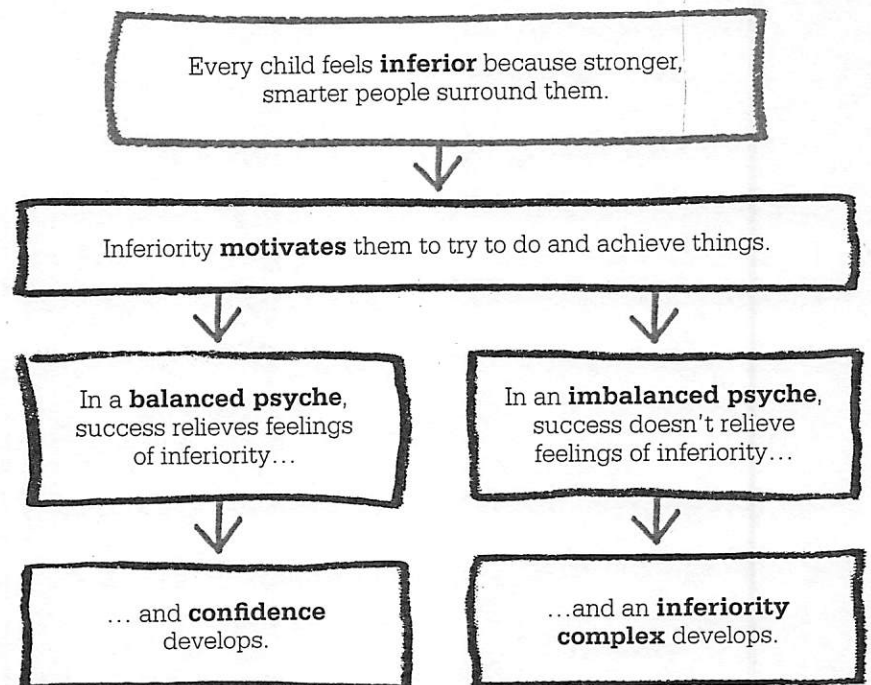 Every child feels inferior because stronger,
smarter people surround them.
Inferiority motivates them to try to do and achieve things.
In a balanced psyche,
success relieves feelings
of inferiority…
In an imbalanced psyche,
success doesn't relieve
feelings of inferiority…
… and confidence
develops.
…and an inferiority
complex develops.